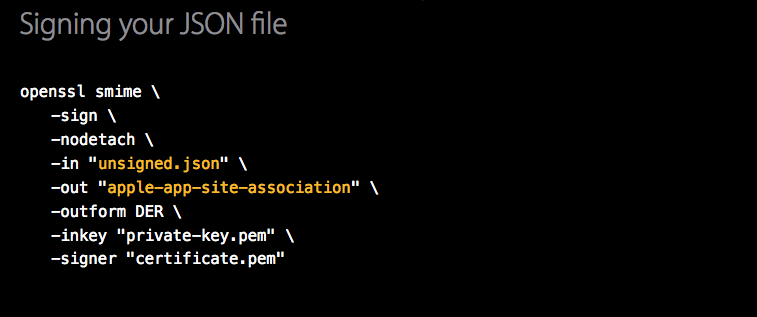 Signing your JSON file
openssl smime \
-sign \
-nodetach \
-in "unsigned.json" \
-out "apple-app-site-association" \
-outform DER \
-inkey "private-key.pem" \
-signer "certificate.pem"